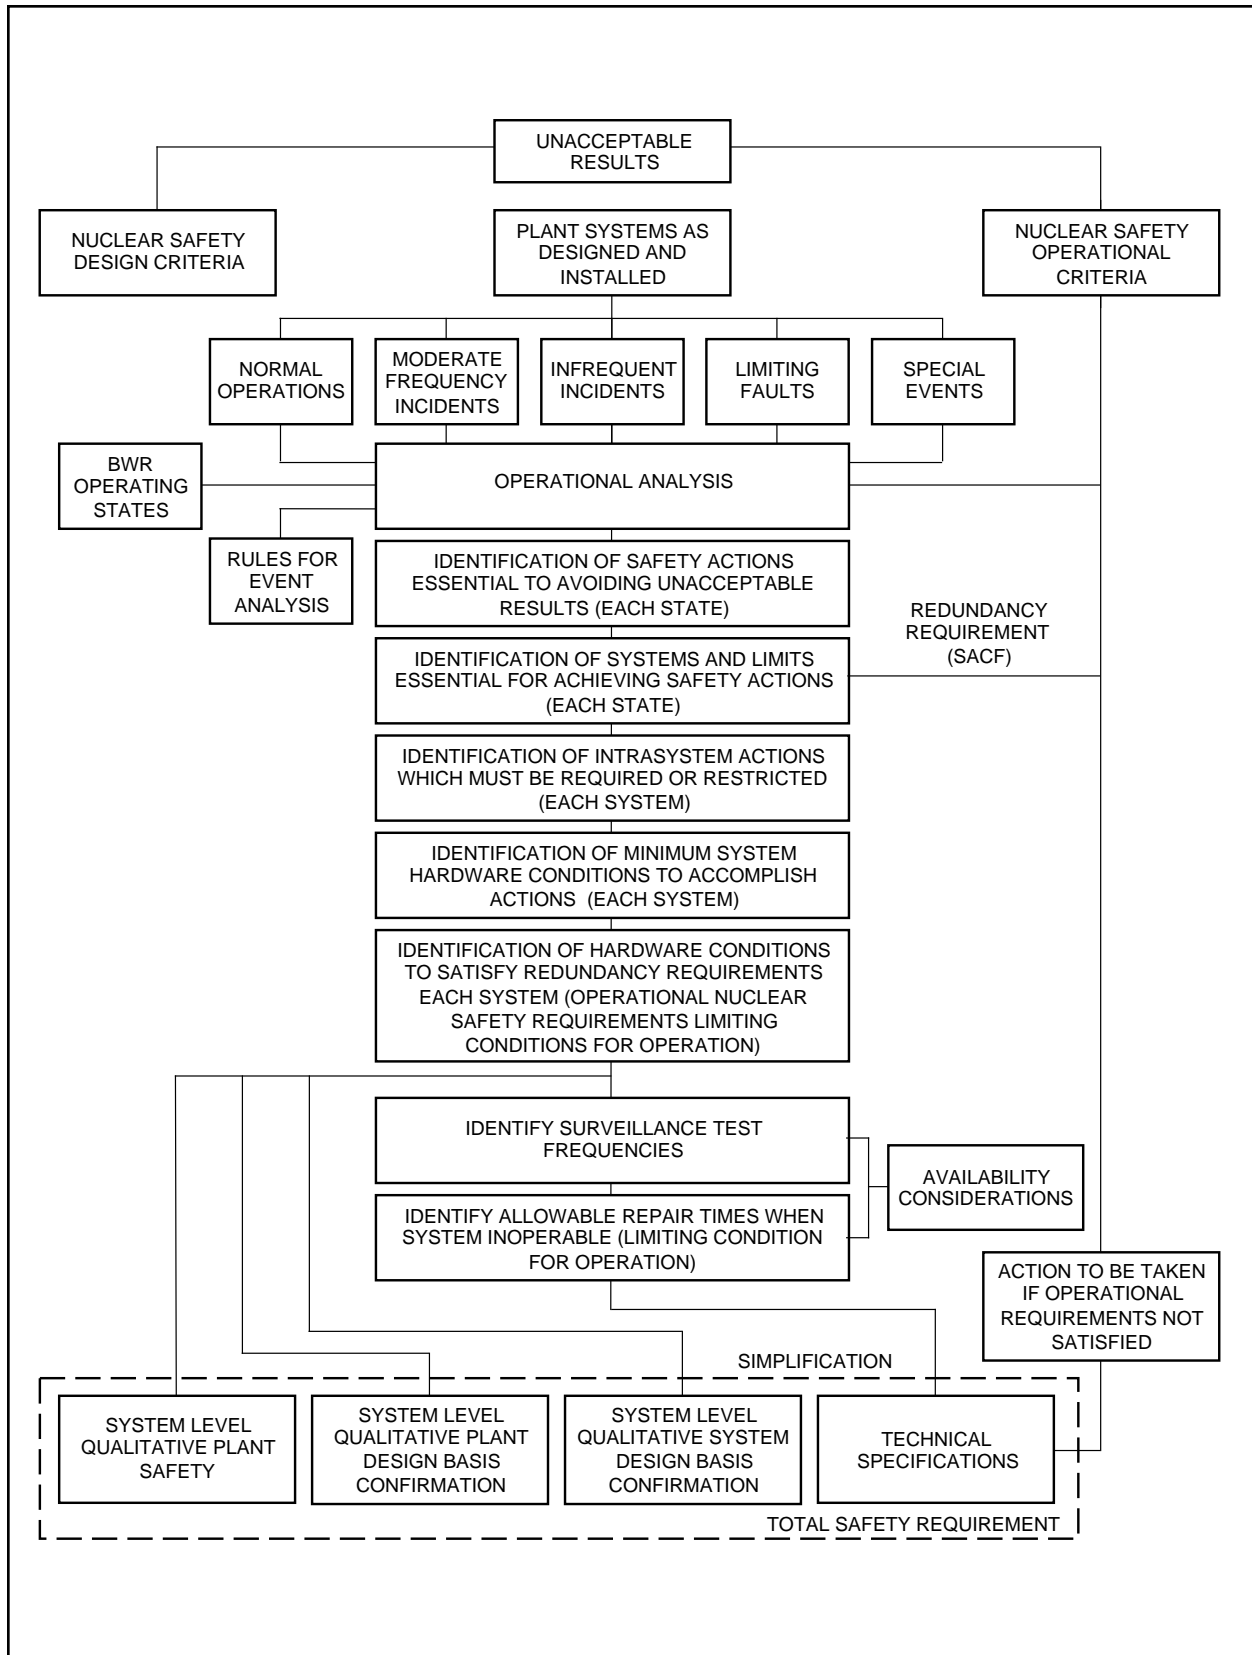 UNACCEPTABLE
RESULTS
NUCLEAR SAFETY
DESIGN CRITERIA
PLANT SYSTEMS AS
DESIGNED AND
INSTALLED
NUCLEAR SAFETY
OPERATIONAL
CRITERIA
NORMAL
OPERATIONS
MODERATE
FREQUENCY
INCIDENTS
INFREQUENT
INCIDENTS
LIMITING
FAULTS
SPECIAL
EVENTS
BWR
OPERATING
STATES
OPERATIONAL ANALYSIS
RULES FOR
EVENT
ANALYSIS
IDENTIFICATION OF SAFETY ACTIONS
ESSENTIAL TO AVOIDING UNACCEPTABLE
RESULTS (EACH STATE)
REDUNDANCY
REQUIREMENT
(SACF)
IDENTIFICATION OF SYSTEMS AND LIMITS
ESSENTIAL FOR ACHIEVING SAFETY ACTIONS
(EACH STATE)
IDENTIFICATION OF INTRASYSTEM ACTIONS
WHICH MUST BE REQUIRED OR RESTRICTED
(EACH SYSTEM)
IDENTIFICATION OF MINIMUM SYSTEM
HARDWARE CONDITIONS TO ACCOMPLISH
ACTIONS (EACH SYSTEM)
IDENTIFICATION OF HARDWARE CONDITIONS
TO SATISFY REDUNDANCY REQUIREMENTS
EACH SYSTEM (OPERATIONAL NUCLEAR
SAFETY REQUIREMENTS LIMITING
CONDITIONS FOR OPERATION)
IDENTIFY SURVEILLANCE TEST
FREQUENCIES
AVAILABILITY
CONSIDERATIONS
IDENTIFY ALLOWABLE REPAIR TIMES WHEN
SYSTEM INOPERABLE (LIMITING CONDITION
FOR OPERATION)
ACTION TO BE TAKEN
IF OPERATIONAL
REQUIREMENTS NOT
SATISFIED
SIMPLIFICATION
SYSTEM LEVEL
QUALITATIVE PLANT
SAFETY
SYSTEM LEVEL
QUALITATIVE PLANT
DESIGN BASIS
CONFIRMATION
SYSTEM LEVEL
QUALITATIVE SYSTEM
DESIGN BASIS
CONFIRMATION
TECHNICAL
SPECIFICATIONS
TOTAL SAFETY REQUIREMENT